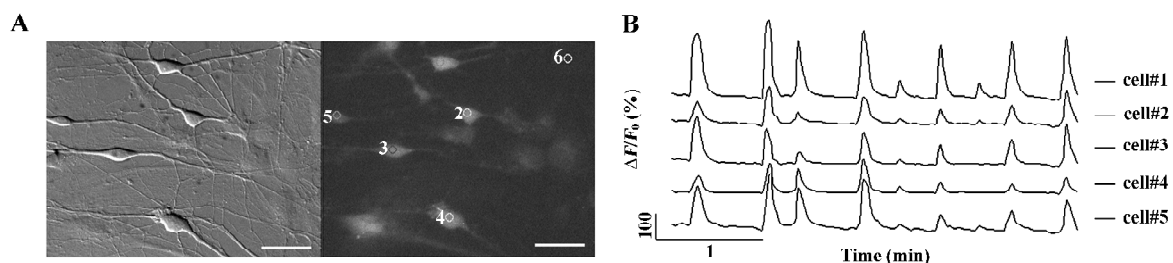 A
6
5
2
3
4
B
ΔF/F₀ (%)
cell#1
cell#2
cell#3
cell#4
cell#5
100
1
Time (min)